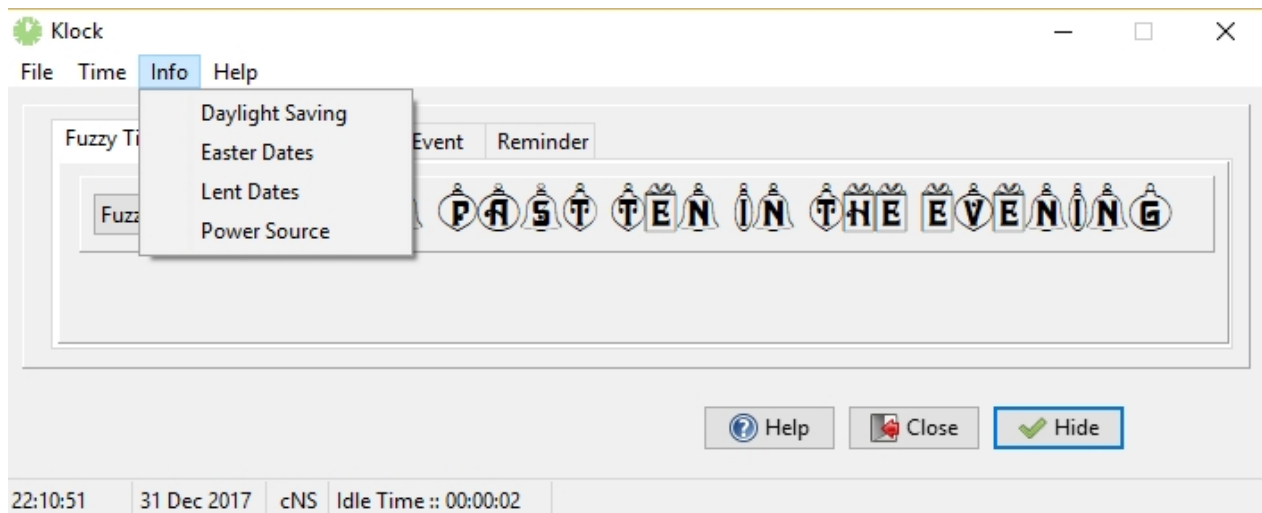 Klock
File Time Info Help
Daylight Saving
Easter Dates
Lent Dates
Power Source
Fuzzy Ti Event Reminder
Fuzz PAST TEN IN THE EVENING
Help Close Hide
22:10:51 31 Dec 2017 cNS Idle Time :: 00:00:02